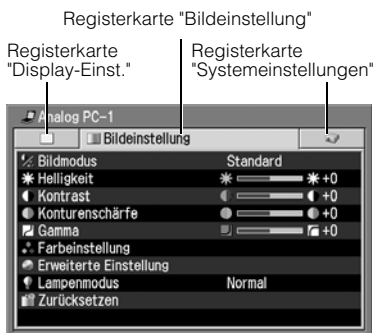 Registerkarte "Bildeinstellung"
Registerkarte
"Display-Einst."
Registerkarte
"Systemeinstellungen"
Analog PC-1
Bildeinstellung
Bildmodus Standard
Helligkeit +0
Kontrast +0
Konturenschärfe +0
Gamma +0
Farbeinstellung
Erweiterte Einstellung
Lampenmodus Normal
Zurücksetzen